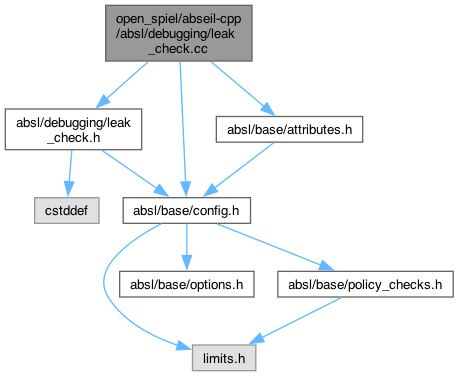 open_spiel/abseil-cpp
/absl/debugging/leak
_check.cc
absl/debugging/leak
_check.h
absl/base/attributes.h
cstddef
absl/base/config.h
absl/base/options.h
absl/base/policy_checks.h
limits.h